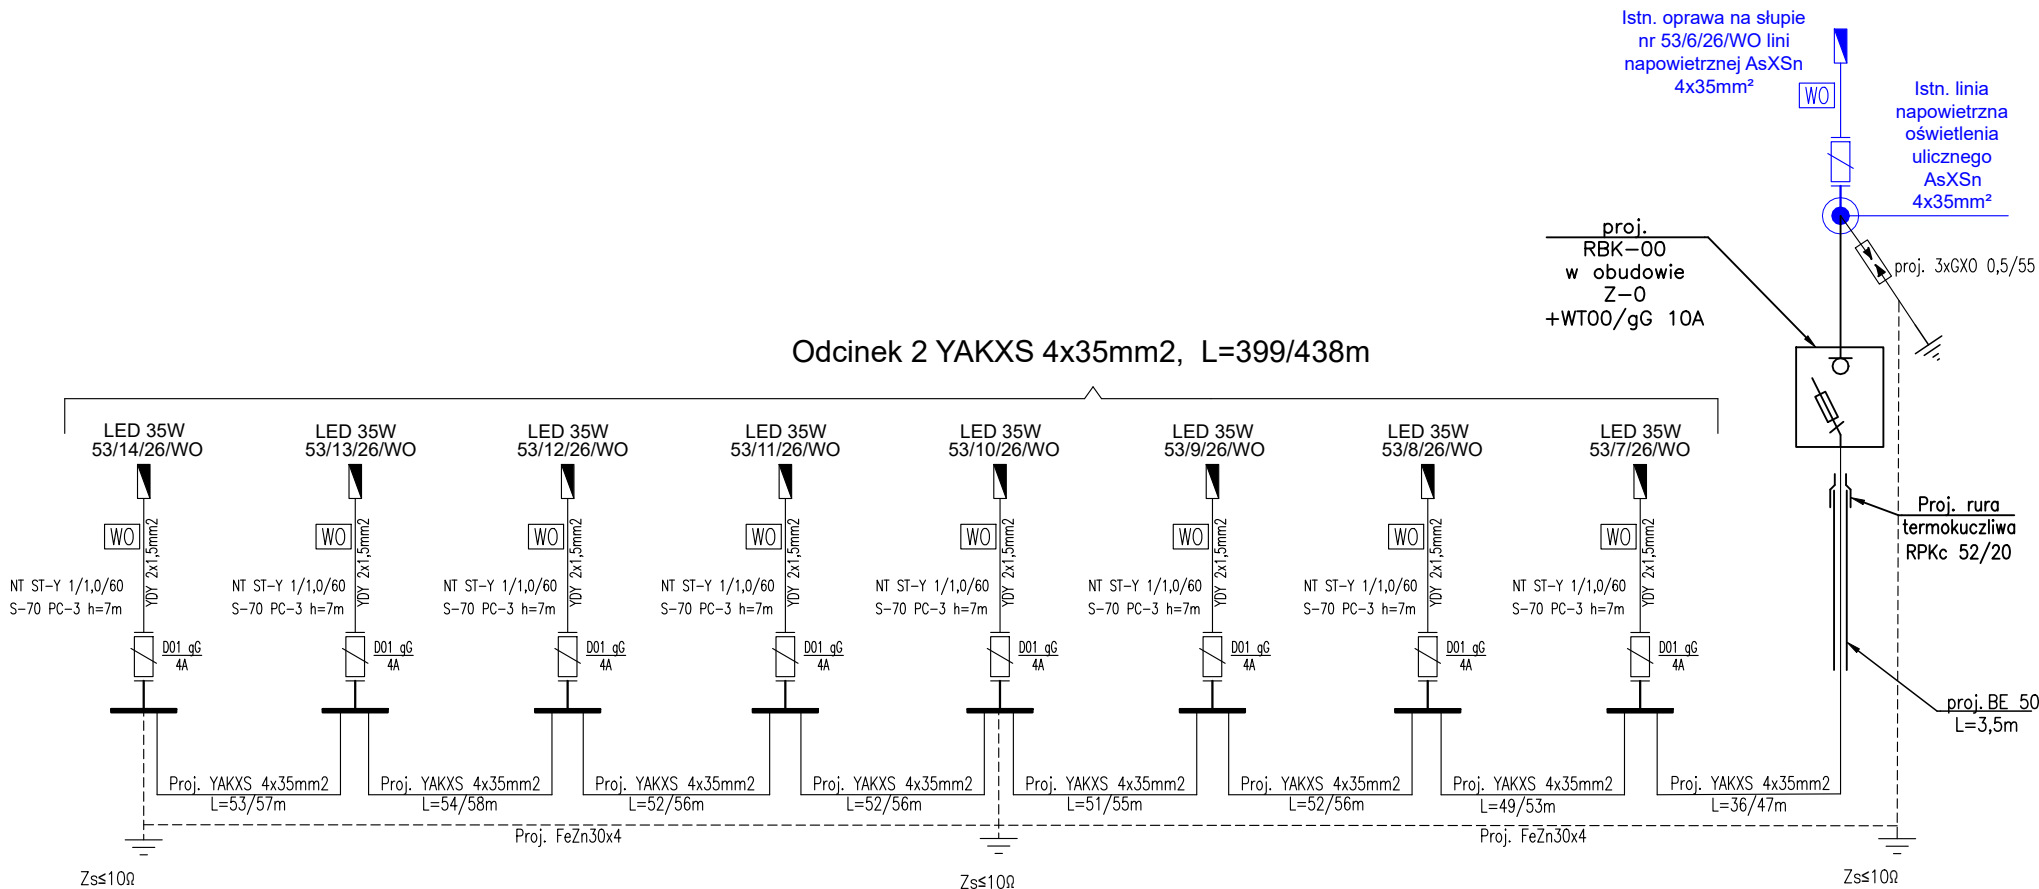 Istn. oprawa na słupie
nr 53/6/26/WO lini
napowietrznej AsXSn
4x35mm²
WO
Istn. linia
napowietrzna
oświetlenia
ulicznego
AsXSn
4x35mm²
proj.
RBK-00
w obudowie
Z-0
+WT00/gG 10A
proj. 3xGXO 0,5/55
Odcinek 2 YAKXS 4x35mm2, L=399/438m
LED 35W
53/14/26/WO
LED 35W
53/13/26/WO
LED 35W
53/12/26/WO
LED 35W
53/11/26/WO
LED 35W
53/10/26/WO
LED 35W
53/9/26/WO
LED 35W
53/8/26/WO
LED 35W
53/7/26/WO
WO
YDY 2x1,5mm2
WO
YDY 2x1,5mm2
WO
YDY 2x1,5mm2
WO
YDY 2x1,5mm2
WO
YDY 2x1,5mm2
WO
YDY 2x1,5mm2
WO
YDY 2x1,5mm2
WO
YDY 2x1,5mm2
NT ST-Y 1/1,0/60
S-70 PC-3 h=7m
NT ST-Y 1/1,0/60
S-70 PC-3 h=7m
NT ST-Y 1/1,0/60
S-70 PC-3 h=7m
NT ST-Y 1/1,0/60
S-70 PC-3 h=7m
NT ST-Y 1/1,0/60
S-70 PC-3 h=7m
NT ST-Y 1/1,0/60
S-70 PC-3 h=7m
NT ST-Y 1/1,0/60
S-70 PC-3 h=7m
NT ST-Y 1/1,0/60
S-70 PC-3 h=7m
D01 gG
4A
D01 gG
4A
D01 gG
4A
D01 gG
4A
D01 gG
4A
D01 gG
4A
D01 gG
4A
D01 gG
4A
Proj. rura
termokuczliwa
RPKc 52/20
proj. BE 50
L=3,5m
Proj. YAKXS 4x35mm2
L=53/57m
Proj. YAKXS 4x35mm2
L=54/58m
Proj. YAKXS 4x35mm2
L=52/56m
Proj. YAKXS 4x35mm2
L=52/56m
Proj. YAKXS 4x35mm2
L=51/55m
Proj. YAKXS 4x35mm2
L=52/56m
Proj. YAKXS 4x35mm2
L=49/53m
Proj. YAKXS 4x35mm2
L=36/47m
Proj. FeZn30x4
Proj. FeZn30x4
Zs≤10Ω
Zs≤10Ω
Zs≤10Ω